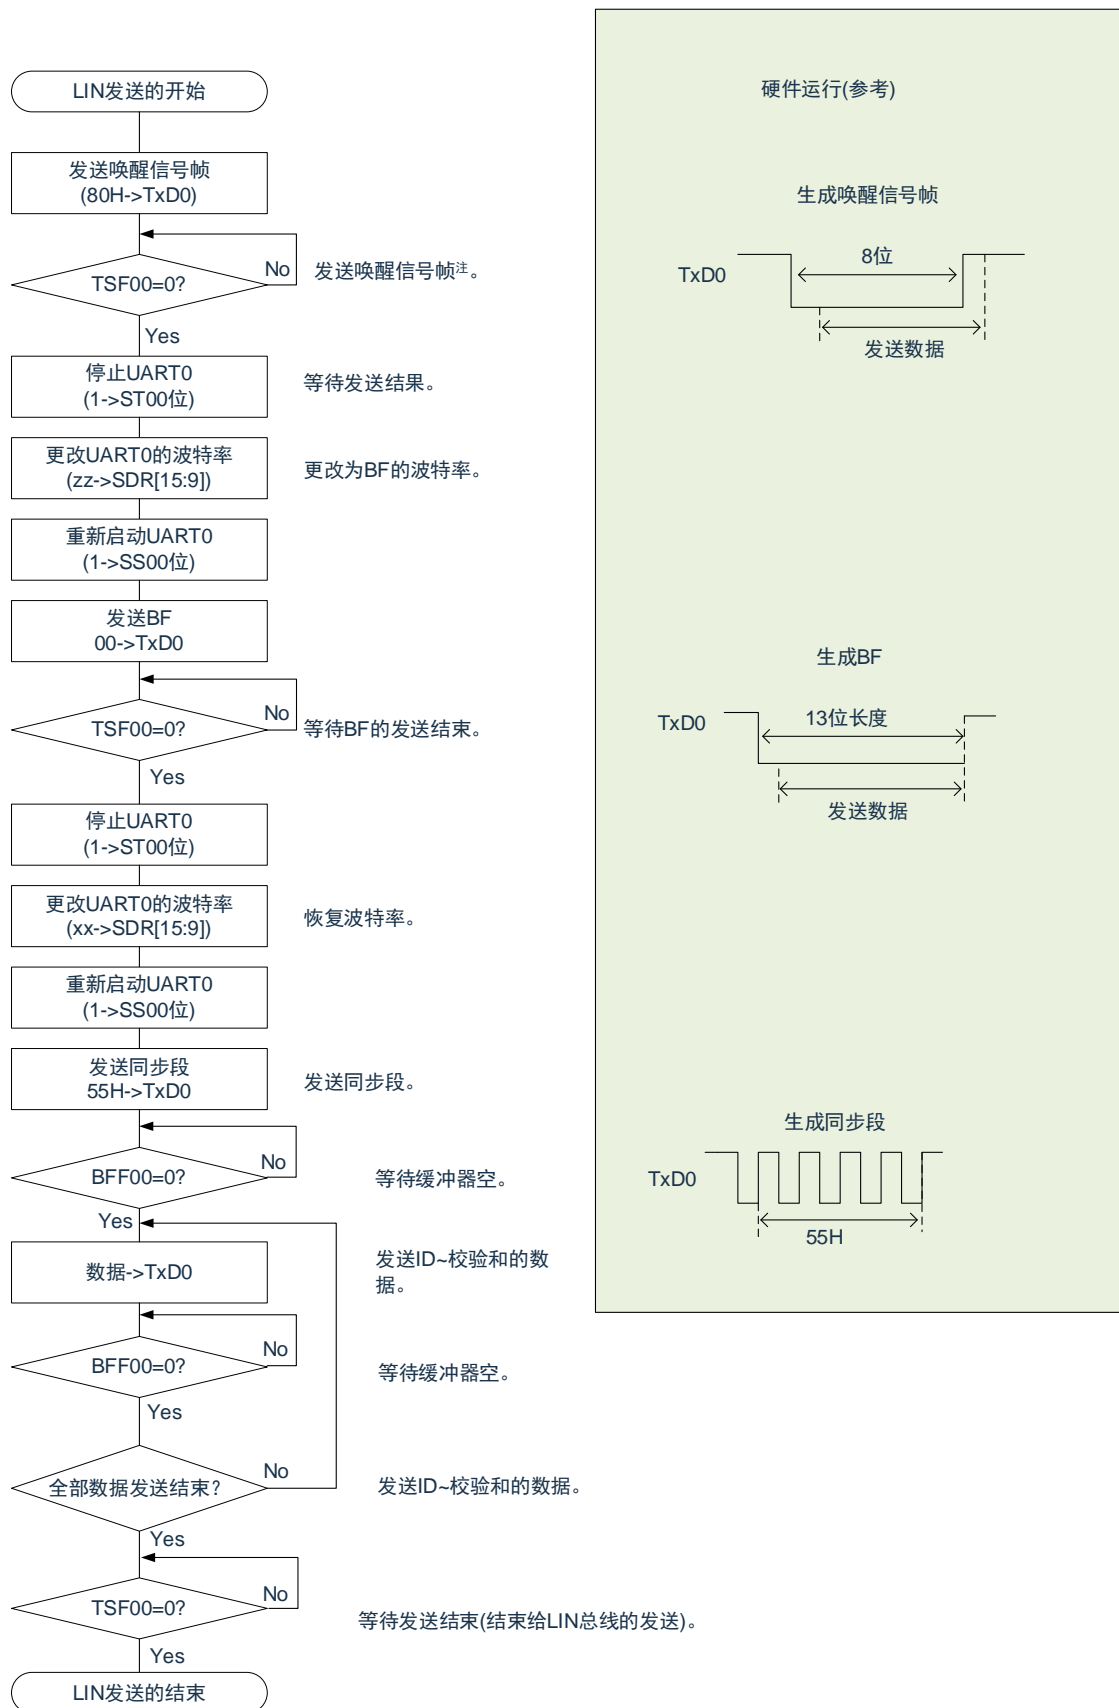 LIN发送的开始
硬件运行(参考)
发送唤醒信号帧
(80H->TxD0)
生成唤醒信号帧
TSF00=0?
No
发送唤醒信号帧注。
TxD0
8位
发送数据
Yes
停止UART0
(1->ST00位)
等待发送结果。
更改UART0的波特率
(zz->SDR[15:9])
更改为BF的波特率。
重新启动UART0
(1->SS00位)
发送BF
00->TxD0
生成BF
TSF00=0?
No
等待BF的发送结束。
TxD0
13位长度
发送数据
Yes
停止UART0
(1->ST00位)
更改UART0的波特率
(xx->SDR[15:9])
恢复波特率。
重新启动UART0
(1->SS00位)
发送同步段
55H->TxD0
发送同步段。
生成同步段
BFF00=0?
No
等待缓冲器空。
TxD0
55H
Yes
数据->TxD0
发送ID~校验和的数
据。
BFF00=0?
No
等待缓冲器空。
Yes
全部数据发送结束?
No
发送ID~校验和的数据。
Yes
TSF00=0?
No
等待发送结束(结束给LIN总线的发送)。
Yes
LIN发送的结束